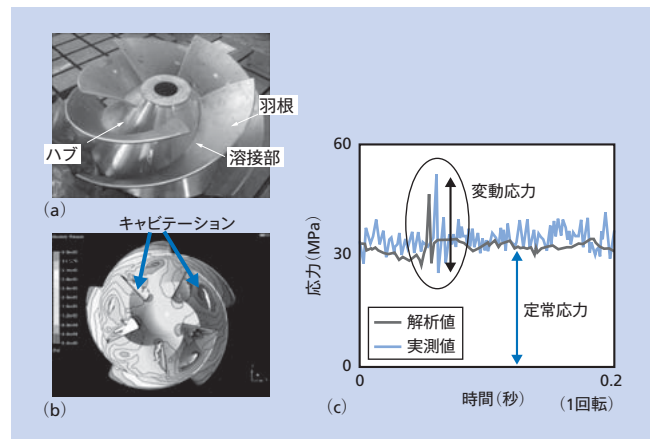 羽根
ハブ
溶接部
(a)
キャビテーション
(b)
応力(MPa)
60
30
0
変動応力
定常応力
解析値
実測値
0
0.2
時間(秒)
(1回転)
(c)